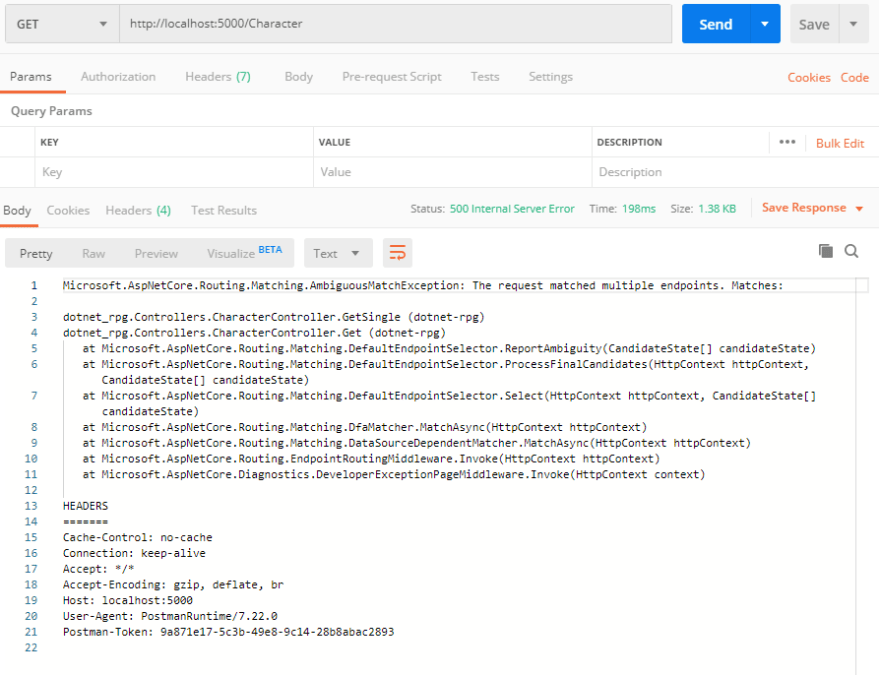 GET http://localhost:5000/Character Send Save
Params Authorization Headers (7) Body Pre-request Script Tests Settings Cookies Code
Query Params
KEY VALUE DESCRIPTION ••• Bulk Edit
Key Value Description
Body Cookies Headers (4) Test Results Status: 500 Internal Server Error Time: 198ms Size: 1.38 KB Save Response
Pretty Raw Preview Visualize BETA Text
1 Microsoft.AspNetCore.Routing.Matching.AmbiguousMatchException: The request matched multiple endpoints. Matches:
2
3 dotnet_rpg.Controllers.CharacterController.GetSingle (dotnet-rpg)
4 dotnet_rpg.Controllers.CharacterController.Get (dotnet-rpg)
5 at Microsoft.AspNetCore.Routing.Matching.DefaultEndpointSelector.ReportAmbiguity(CandidateState[] candidateState)
6 at Microsoft.AspNetCore.Routing.Matching.DefaultEndpointSelector.ProcessFinalCandidates(HttpContext httpContext,
CandidateState[] candidateState)
7 at Microsoft.AspNetCore.Routing.Matching.DefaultEndpointSelector.Select(HttpContext httpContext, CandidateState[]
candidateState)
8 at Microsoft.AspNetCore.Routing.Matching.DfaMatcher.MatchAsync(HttpContext httpContext)
9 at Microsoft.AspNetCore.Routing.Matching.DataSourceDependentMatcher.MatchAsync(HttpContext httpContext)
10 at Microsoft.AspNetCore.Routing.EndpointRoutingMiddleware.Invoke(HttpContext httpContext)
11 at Microsoft.AspNetCore.Diagnostics.DeveloperExceptionPageMiddleware.Invoke(HttpContext context)
12
13 HEADERS
14 =======
15 Cache-Control: no-cache
16 Connection: keep-alive
17 Accept: */*
18 Accept-Encoding: gzip, deflate, br
19 Host: localhost:5000
20 User-Agent: PostmanRuntime/7.22.0
21 Postman-Token: 9a871e17-5c3b-49e8-9c14-28b8abac2893
22